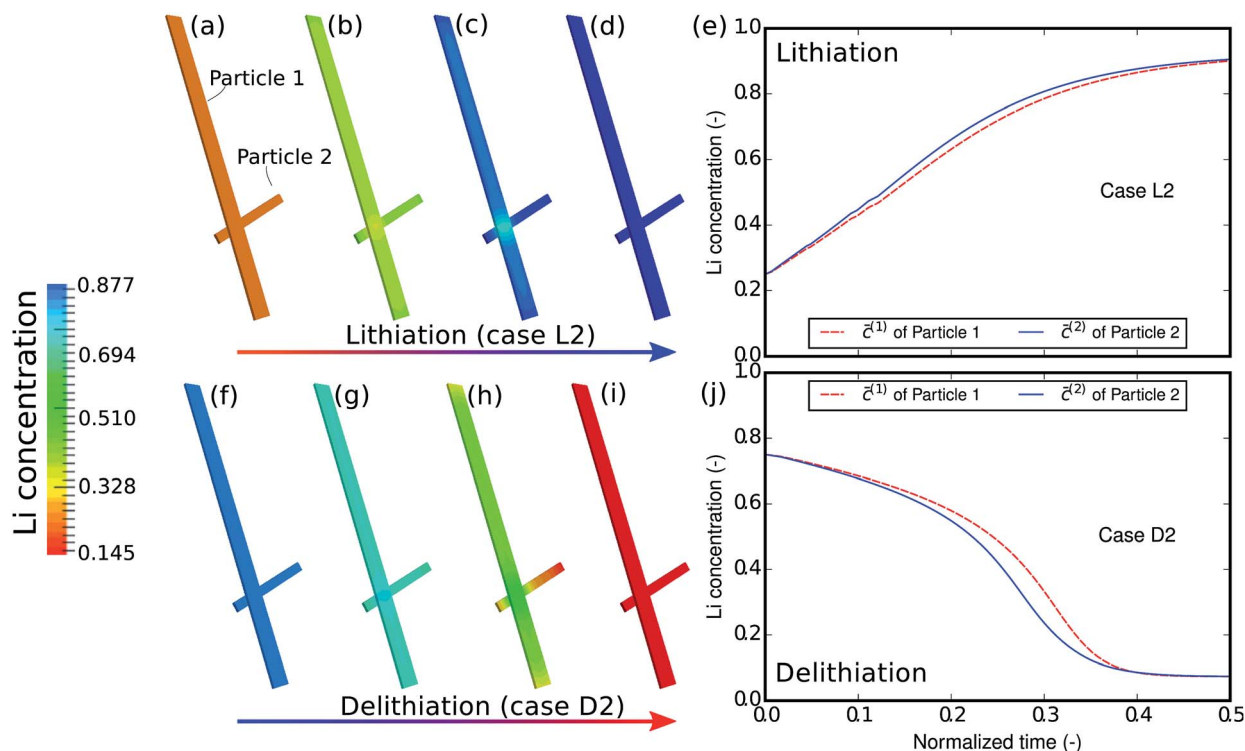 (a)
(b)
(c)
(d)
Particle 1
Particle 2
Lithiation (case L2)
Li concentration
0.877
0.694
0.510
0.328
0.145
(f)
(g)
(h)
(i)
Delithiation (case D2)
(e)
Lithiation
Li concentration (-)
1.0
0.8
0.6
0.4
0.2
0.0
Case L2
c̄⁽¹⁾ of Particle 1
c̄⁽²⁾ of Particle 2
(j)
c̄⁽¹⁾ of Particle 1
c̄⁽²⁾ of Particle 2
Li concentration (-)
1.0
0.8
0.6
0.4
0.2
0.0
Case D2
Delithiation
0.0 0.1 0.2 0.3 0.4 0.5
Normalized time (-)